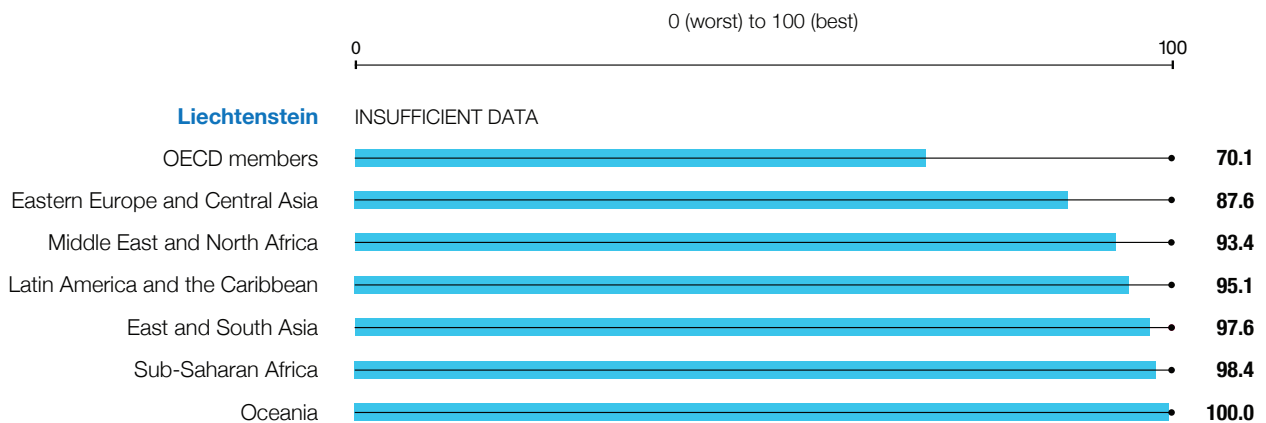 0 (worst) to 100 (best)
0 100
Liechtenstein INSUFFICIENT DATA
OECD members 70.1
Eastern Europe and Central Asia 87.6
Middle East and North Africa 93.4
Latin America and the Caribbean 95.1
East and South Asia 97.6
Sub-Saharan Africa 98.4
Oceania 100.0